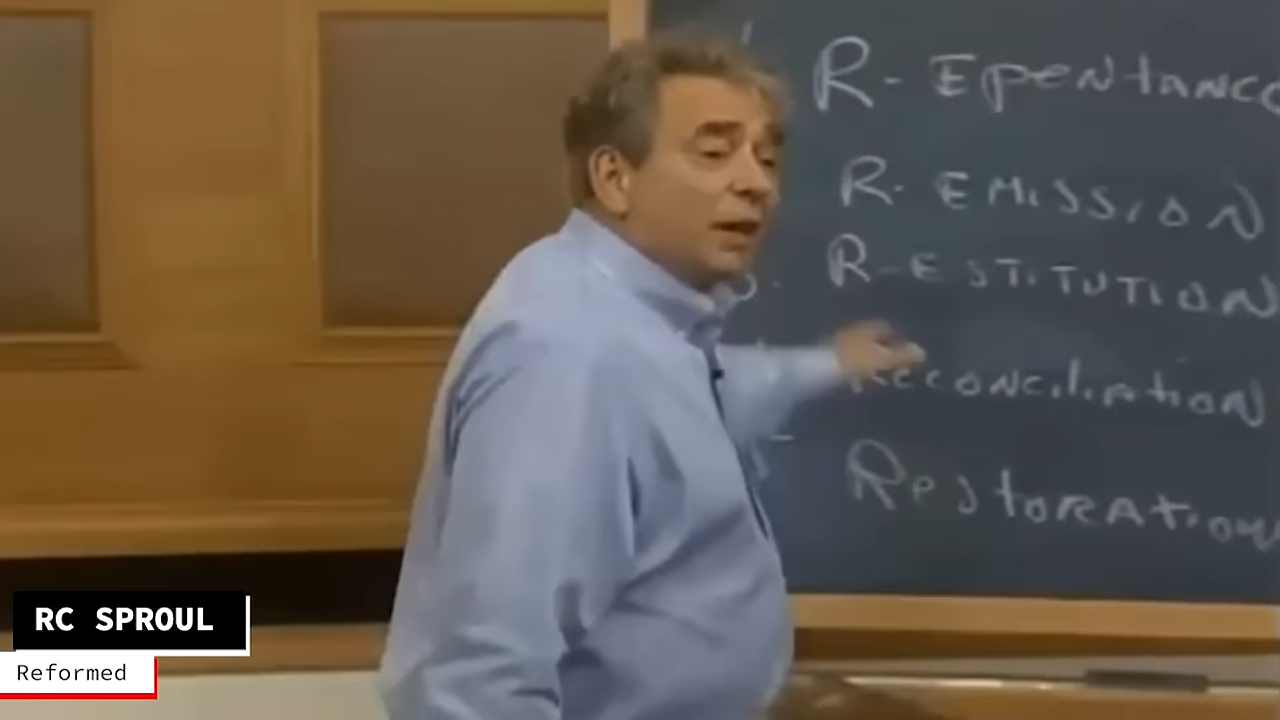 R-Epentance
R-EMiSSiON
R-ESTiTUTiON
Reconciliation
RestoRAtion
RC SPROUL
Reformed